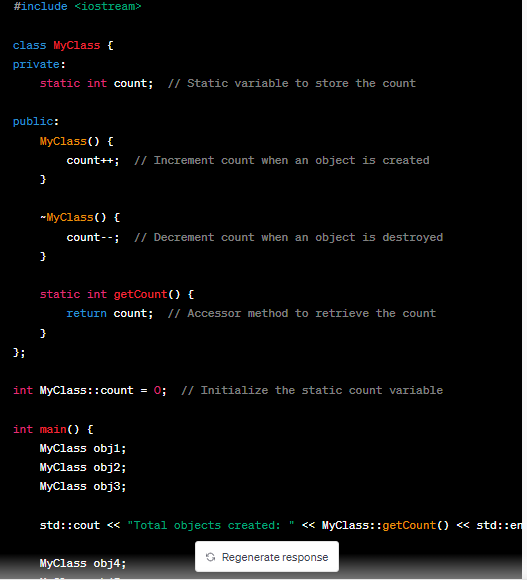 #include <iostream>
class MyClass {
private:
static int count;  // Static variable to store the count
public:
MyClass() {
count++;  // Increment count when an object is created
}
~MyClass() {
count--;  // Decrement count when an object is destroyed
}
static int getCount() {
return count;  // Accessor method to retrieve the count
}
};
int MyClass::count = 0;  // Initialize the static count variable
int main() {
MyClass obj1;
MyClass obj2;
MyClass obj3;
std::cout << "Total objects created: " << MyClass::getCount() << std::en
Regenerate response
MyClass obj4;